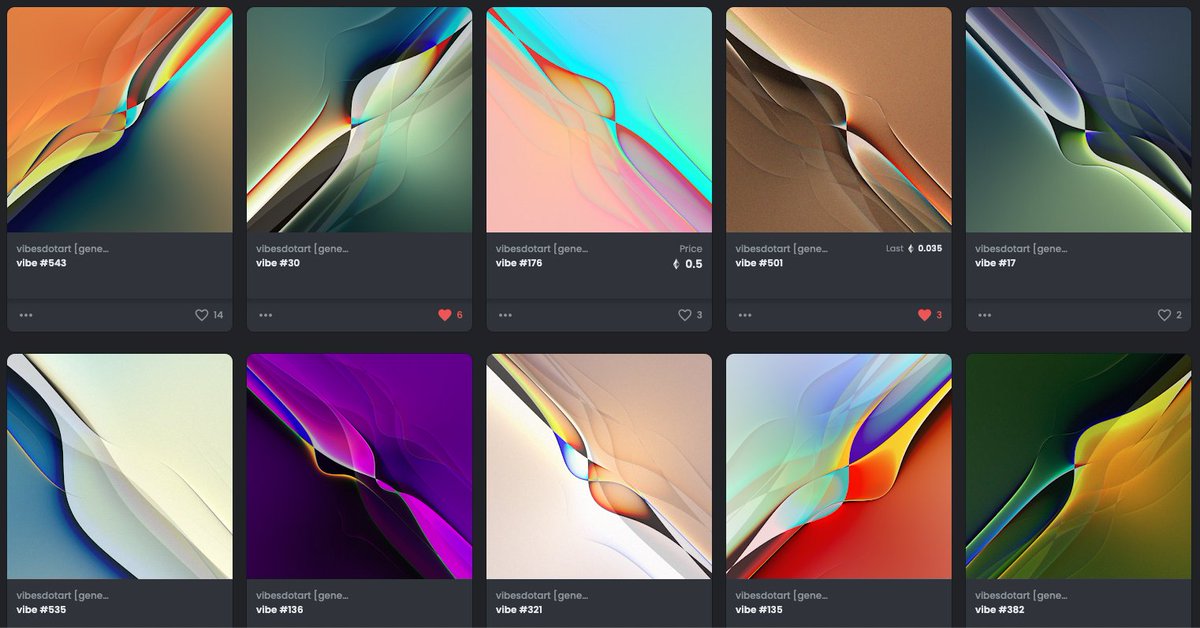 vibesdotart [gene...
vibe #543
14
vibesdotart [gene...
vibe #30
6
vibesdotart [gene...
Price
vibe #176
0.5
3
vibesdotart [gene...
Last 0.035
vibe #501
3
vibesdotart [gene...
vibe #17
2
vibesdotart [gene...
vibe #535
vibesdotart [gene...
vibe #136
vibesdotart [gene...
vibe #321
vibesdotart [gene...
vibe #135
vibesdotart [gene...
vibe #382